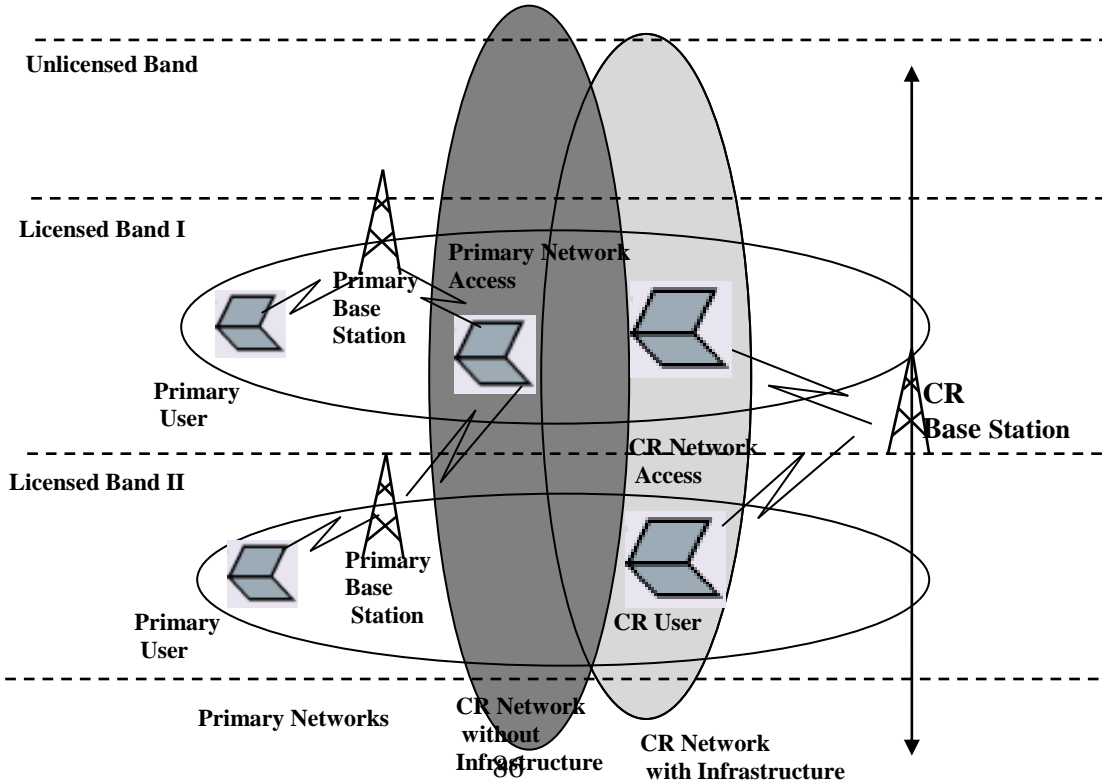 Unlicensed Band
Licensed Band I
Primary Network
Access
Primary
Base
Station
Primary
User
CR
Base Station
CR Network
Access
Licensed Band II
Primary
Base
Station
Primary
User
CR User
Primary Networks
CR Network
without
Infrastructure
86
CR Network
with Infrastructure